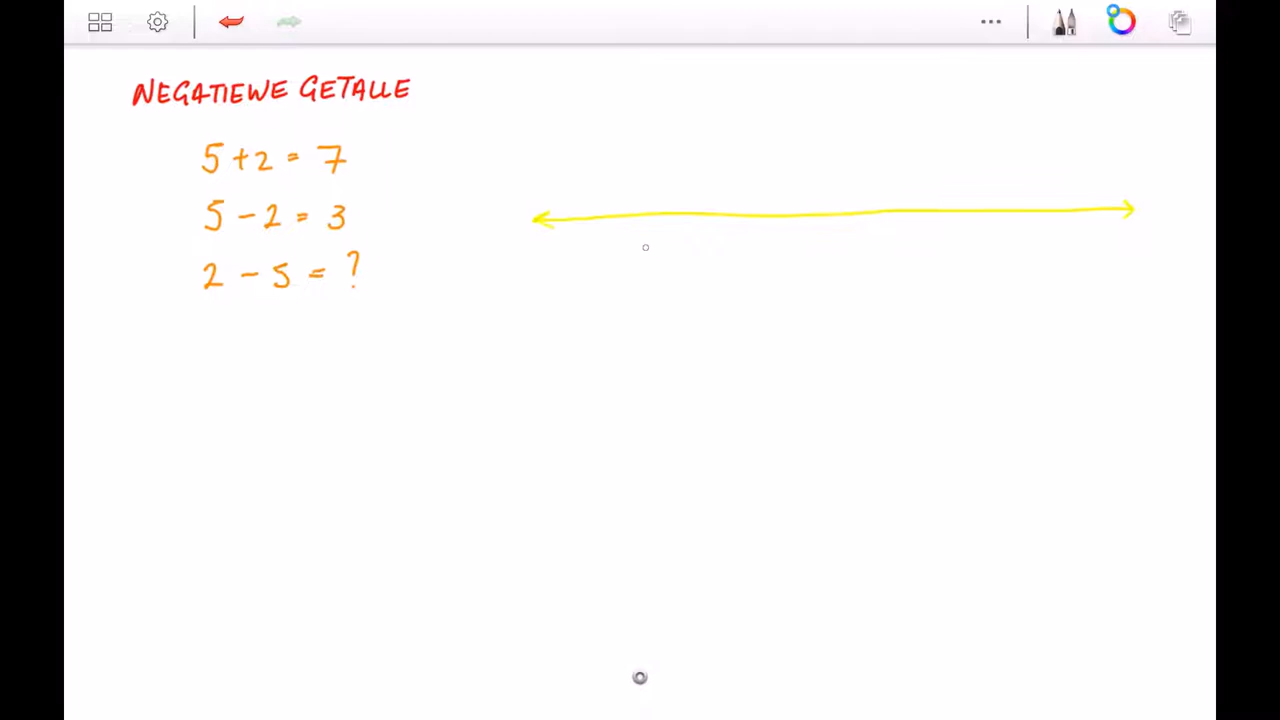 NEGATIEWE GETALLE
5 + 2 = 7
5 - 2 = 3
2 - 5 = ?